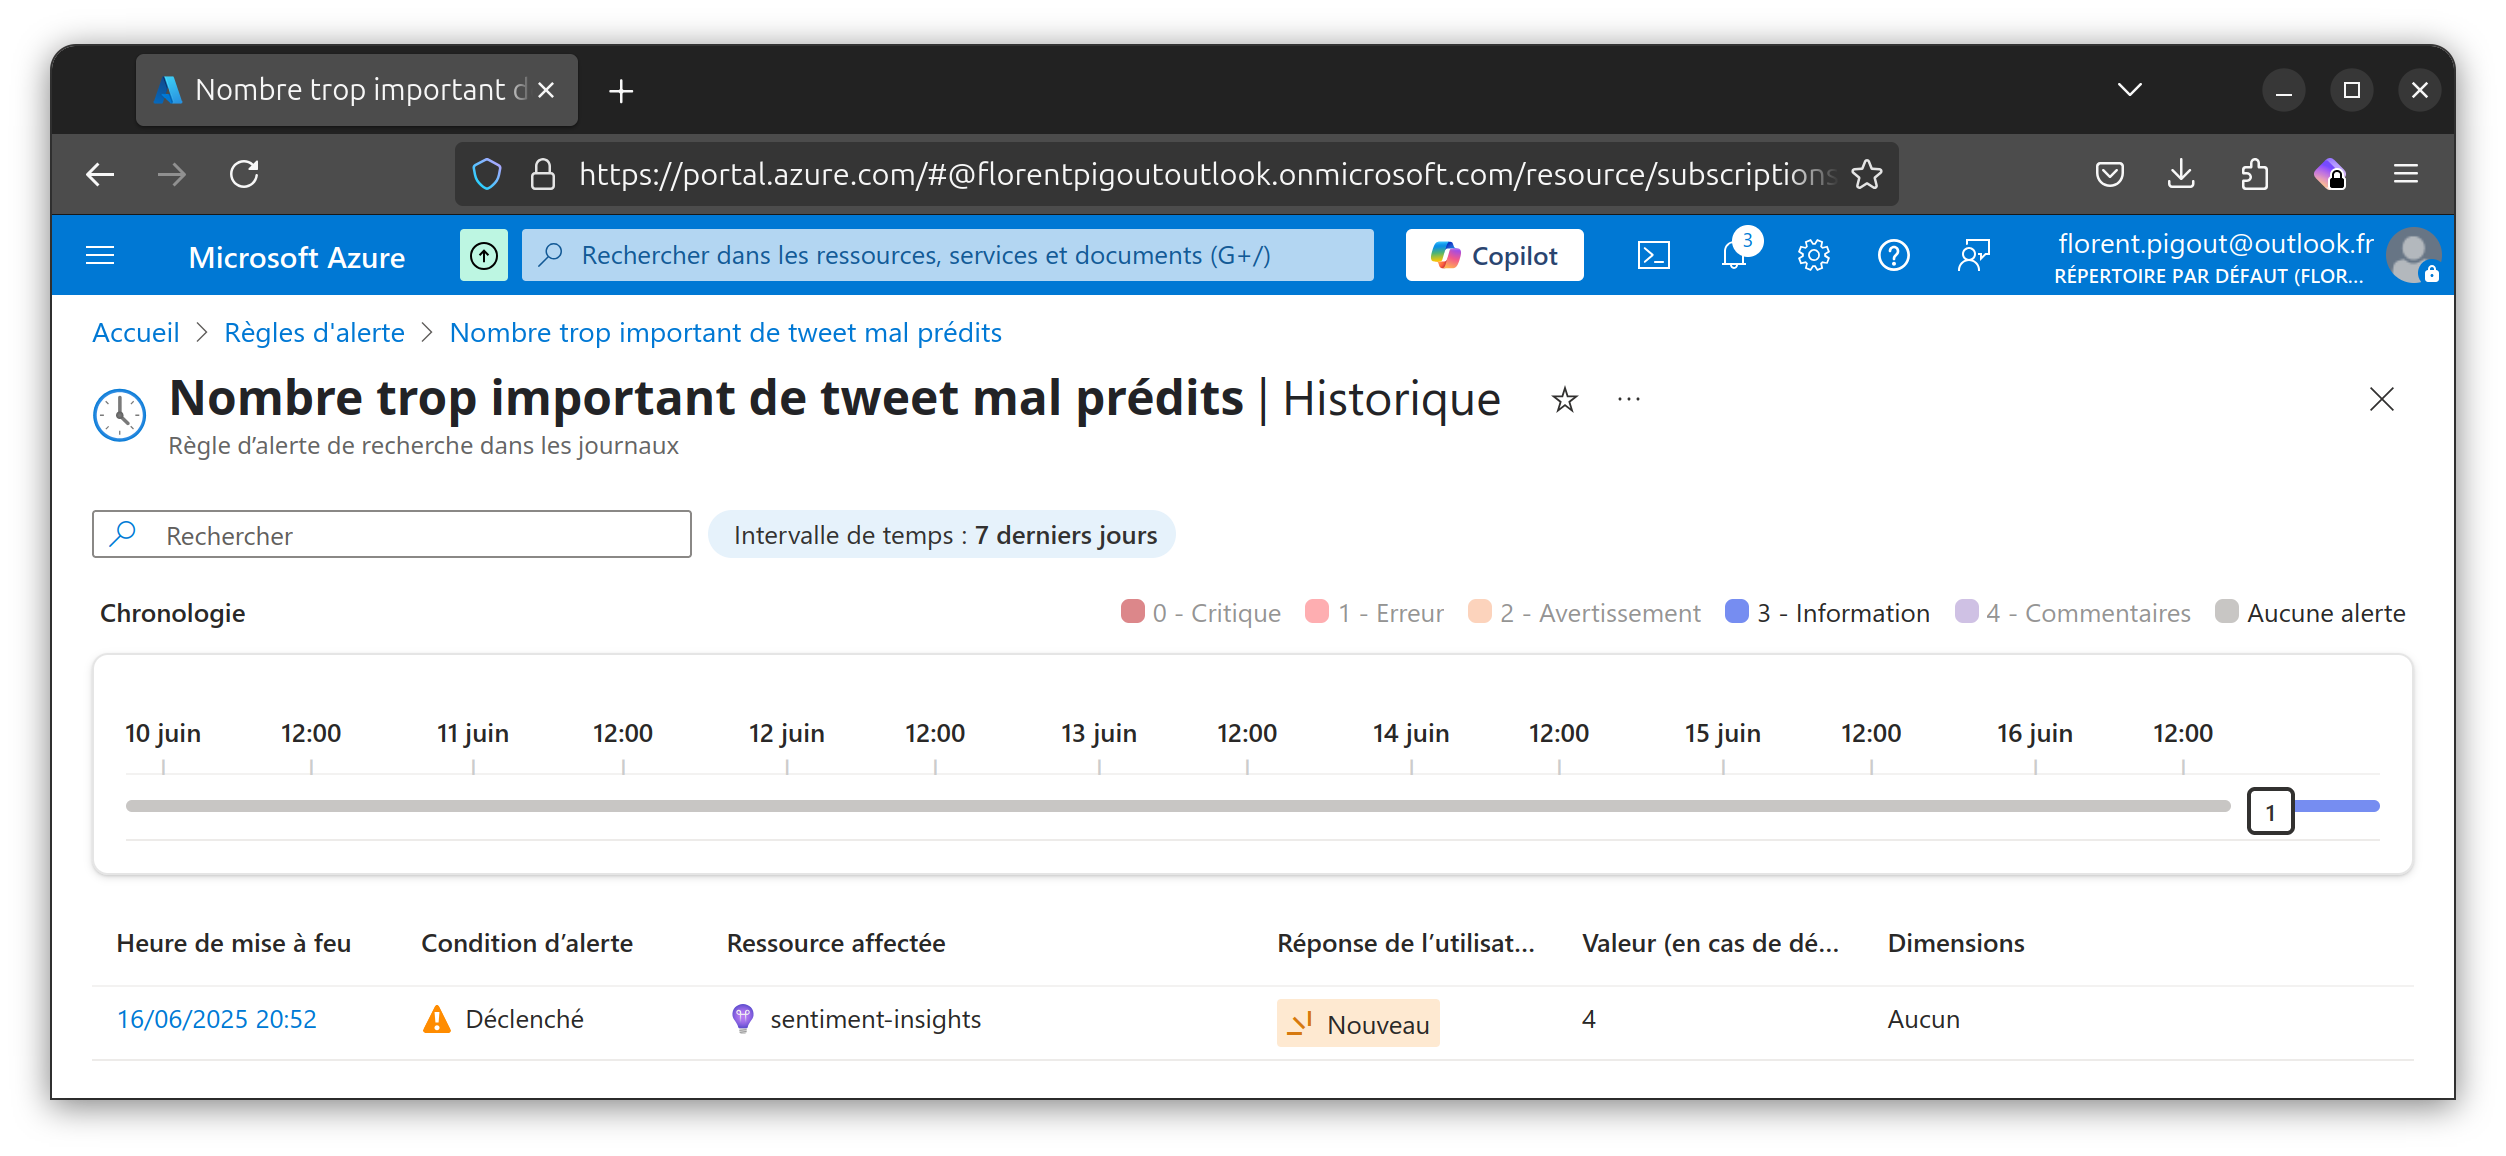 Nombre trop important d
https://portal.azure.com/#@florentpigoutoutlook.onmicrosoft.com/resource/subscriptions
Microsoft Azure
Rechercher dans les ressources, services et documents (G+/)
Copilot
3
florent.pigout@outlook.fr
RÉPERTOIRE PAR DÉFAUT (FLOR...
Accueil > Règles d'alerte > Nombre trop important de tweet mal prédits
Nombre trop important de tweet mal prédits | Historique
Règle d’alerte de recherche dans les journaux
Rechercher
Intervalle de temps : 7 derniers jours
Chronologie
0 - Critique 1 - Erreur 2 - Avertissement 3 - Information 4 - Commentaires Aucune alerte
10 juin 12:00 11 juin 12:00 12 juin 12:00 13 juin 12:00 14 juin 12:00 15 juin 12:00 16 juin 12:00
1
Heure de mise à feu Condition d’alerte Ressource affectée Réponse de l’utilisat... Valeur (en cas de dé... Dimensions
16/06/2025 20:52 Déclenché sentiment-insights Nouveau 4 Aucun